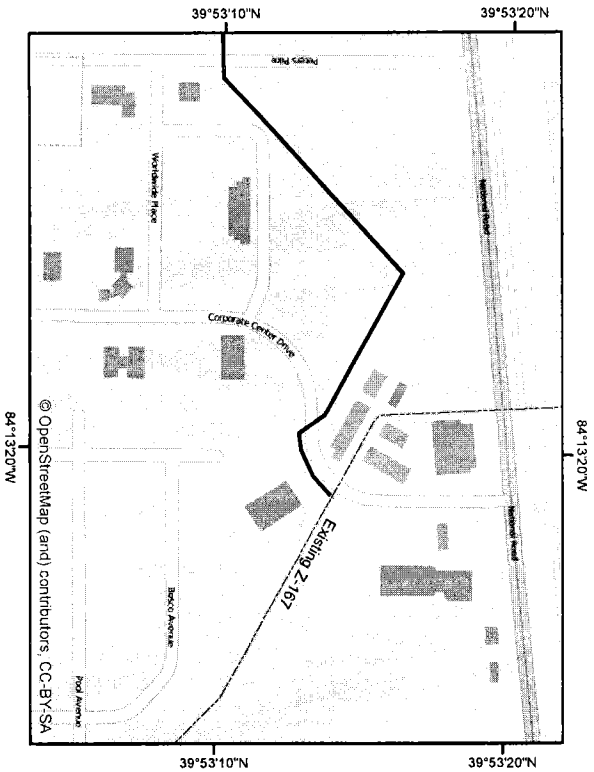 39°53'10"N
39°53'20"N
Peters Pike
National Road
Worldwide Place
Corporate Center Drive
84°13'20"W
84°13'20"W
Existing Z-167
National Road
Bosco Avenue
Pool Avenue
© OpenStreetMap (and) contributors, CC-BY-SA
39°53'10"N
39°53'20"N